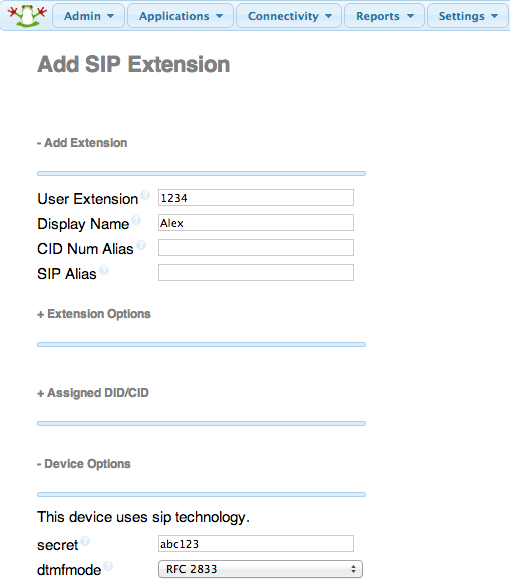 Admin Applications Connectivity Reports Settings
Add SIP Extension
- Add Extension
User Extension ? 1234
Display Name ? Alex
CID Num Alias ?
SIP Alias ?
+ Extension Options
+ Assigned DID/CID
- Device Options
This device uses sip technology.
secret ? abc123
dtmfmode ? RFC 2833